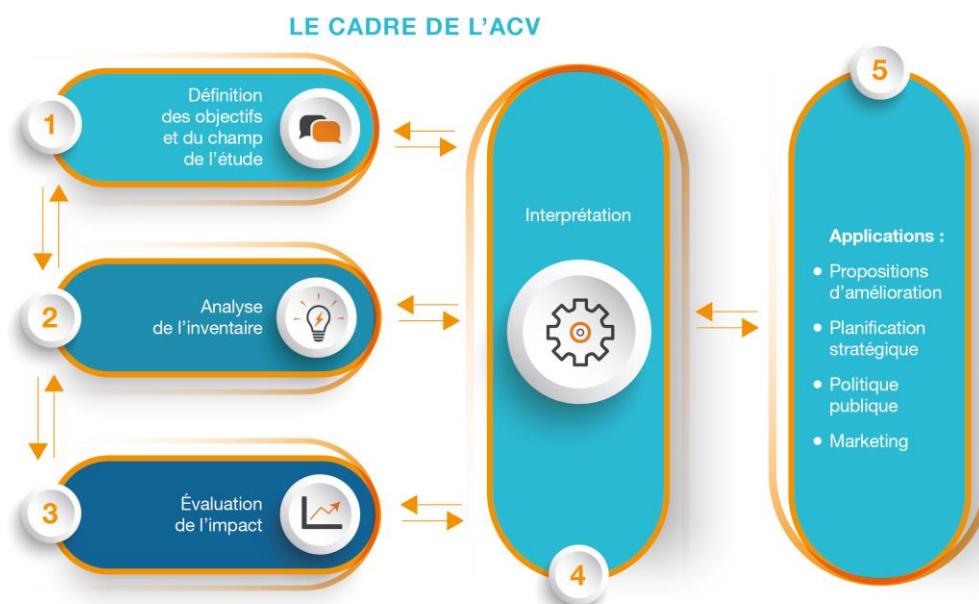 LE CADRE DE L’ACV
1
Définition
des objectifs
et du champ
de l’étude
2
Analyse
de l’inventaire
3
Évaluation
de l’impact
Interprétation
4
5
Applications :
• Propositions
d’amélioration
• Planification
stratégique
• Politique
publique
• Marketing